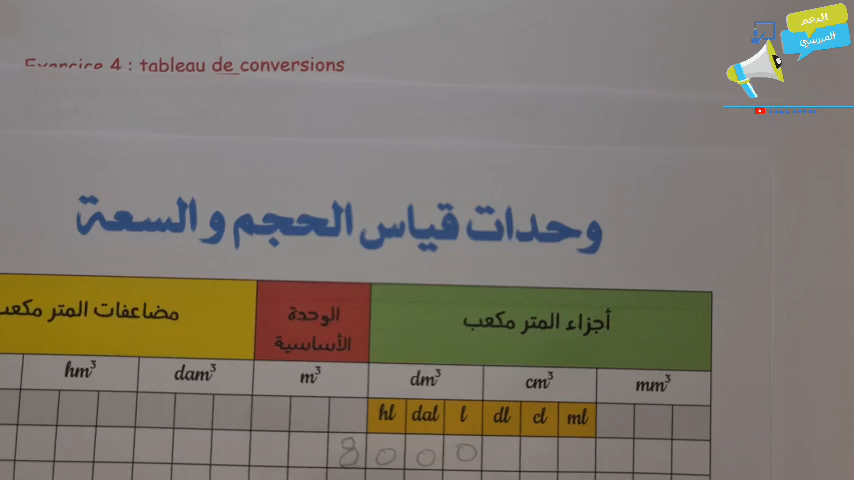 الدعم
المدرسي
Exercice 4 : tableau de conversions
وحدات قياس الحجم و السعة
مضاعفات المتر مكعب الوحدة الأساسية أجزاء المتر مكعب
hm³ dam³ m³ dm³ cm³ mm³
hl dal l dl cl ml
8 0 0 0